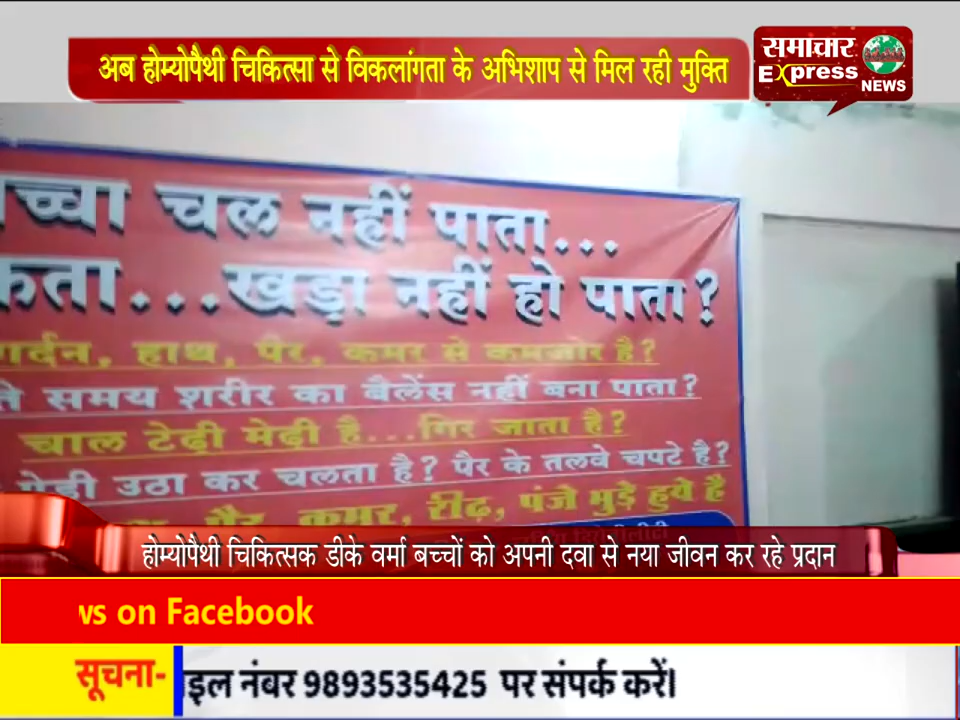 अब होम्योपैथी चिकित्सा से विकलांगता के अभिशाप से मिल रही मुक्ति
समाचार
Express
NEWS
च्चा चल नहीं पाता...
कता...खड़ा नहीं हो पाता?
गर्दन, हाथ, पैर, कमर से कमजोर है?
ते समय शरीर का बैलेंस नहीं बना पाता?
चाल टेढ़ी मेढ़ी है...गिर जाता है?
उठा कर चलता है? पैर के तलवे चपटे है?
पैर, कमर, रीढ़, पंजे मुड़े हुवे है
होम्योपैथी चिकित्सक डीके वर्मा बच्चों को अपनी दवा से नया जीवन कर रहे प्रदान
ws on Facebook
सूचना-
इल नंबर 9893535425 पर संपर्क करें।